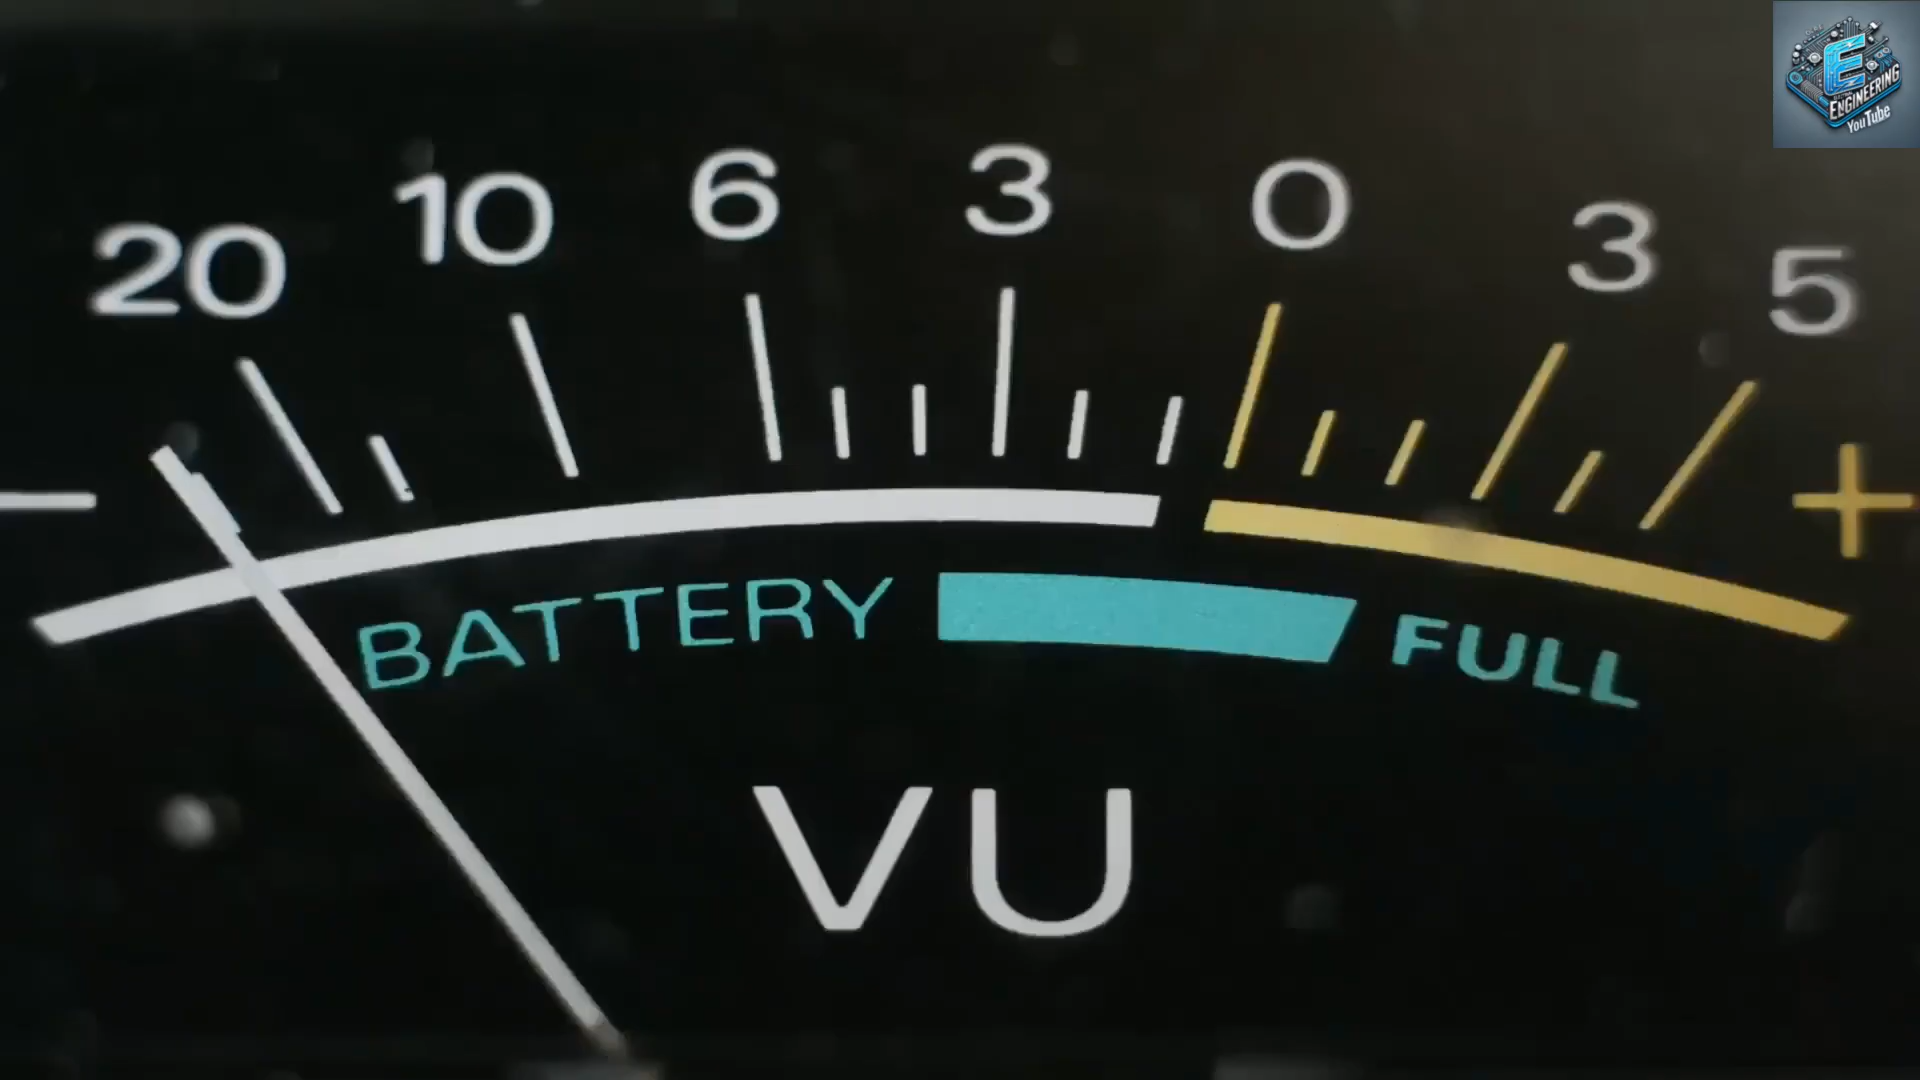 20 10 6 3 0 3 5
− +
BATTERY FULL
VU
E
ENGINEERING
YouTube